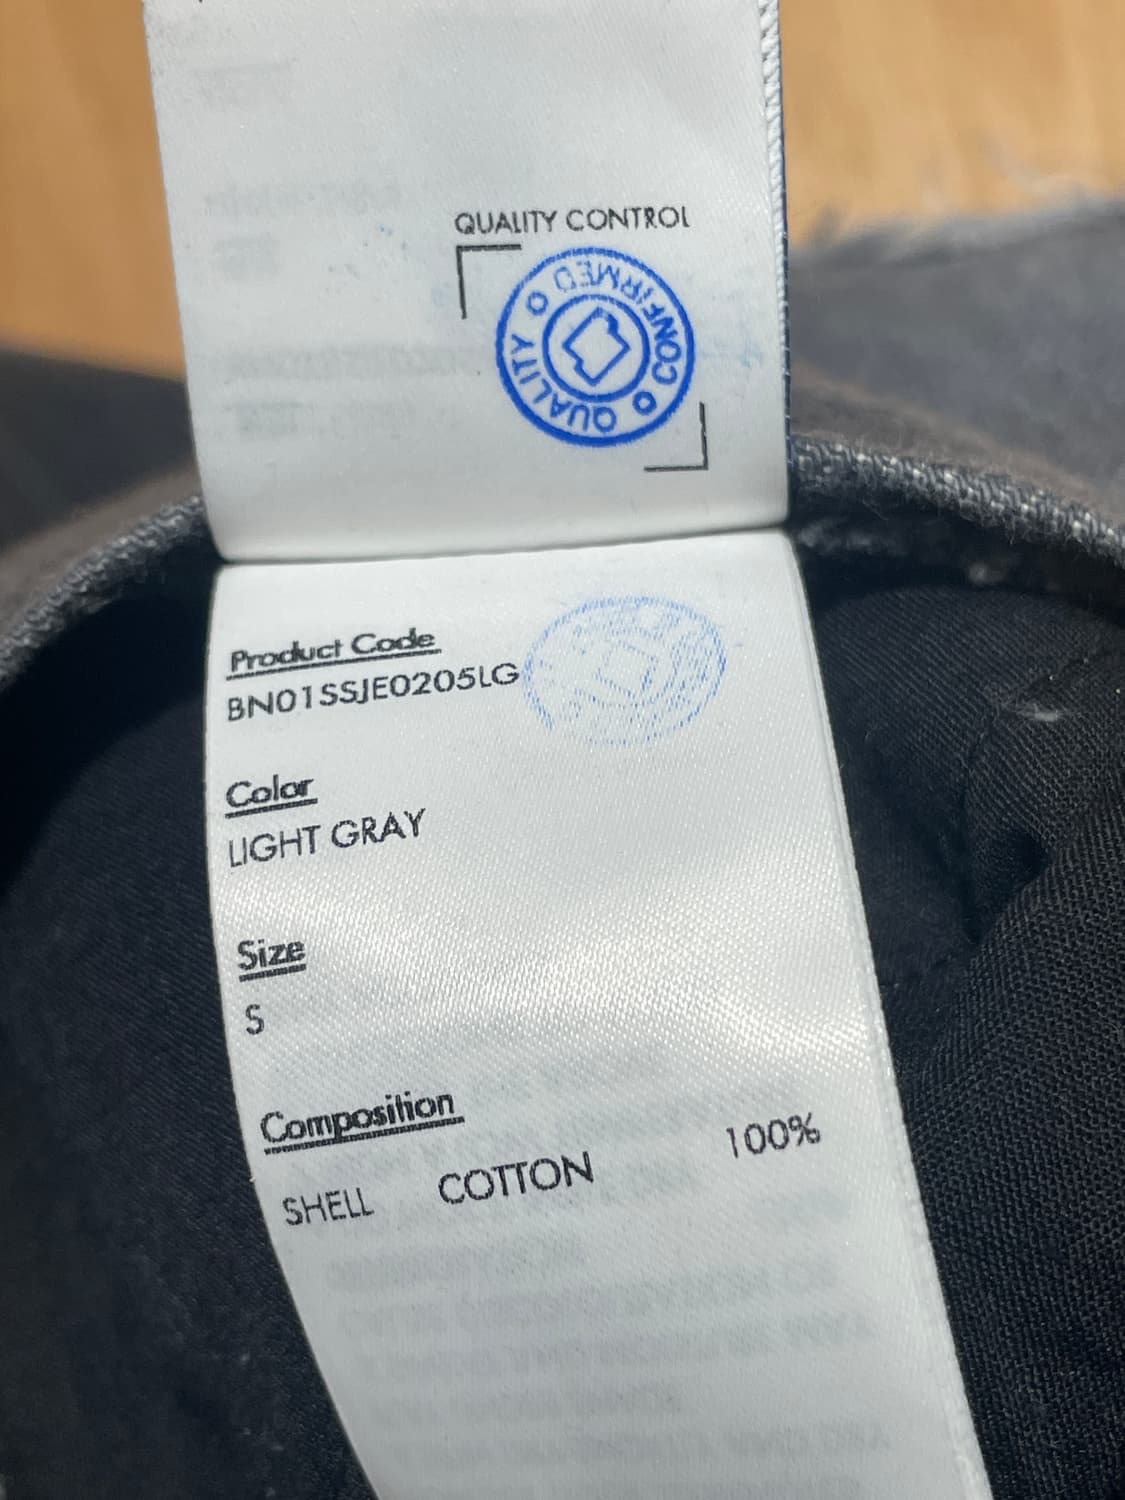 QUALITY CONTROL
QUALITY CONFIRMED
Product Code
BN01SSJE0205LG
Color
LIGHT GRAY
Size
S
Composition
SHELL COTTON 100%